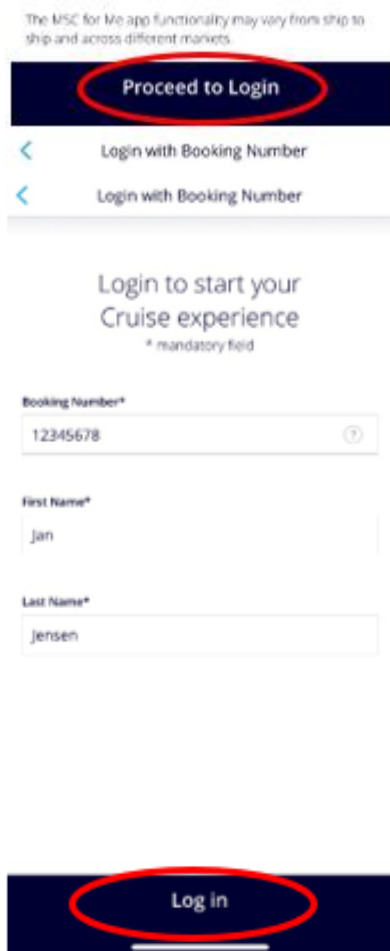 The MSC for Me app functionality may vary from ship to
ship and across different markets.
Proceed to Login
Login with Booking Number
Login with Booking Number
Login to start your
Cruise experience
* mandatory field
Booking Number*
12345678
?
First Name*
Jan
Last Name*
Jensen
Log in